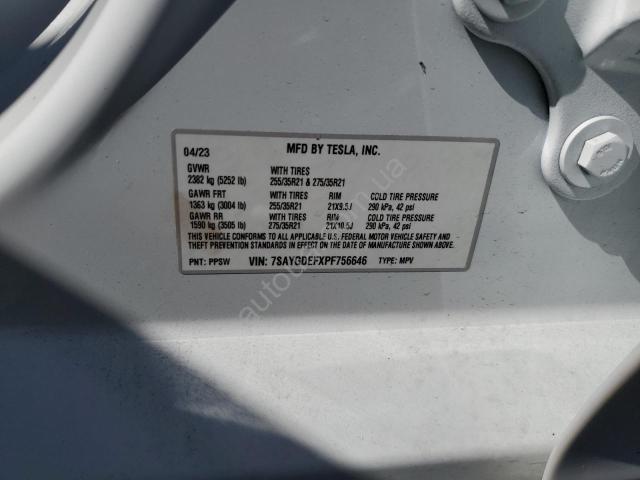 04/23 MFD BY TESLA, INC.
GVWR WITH TIRES
2382 kg (5252 lb) 255/35R21 & 275/35R21
GAWR FRT WITH TIRES RIM COLD TIRE PRESSURE
1363 kg (3004 lb) 255/35R21 21X9.5J 290 kPa, 42 psi
GAWR RR WITH TIRES RIM COLD TIRE PRESSURE
1590 kg (3505 lb) 275/35R21 21X10.5J 290 kPa, 42 psi
THIS VEHICLE CONFORMS TO ALL APPLICABLE U.S. FEDERAL MOTOR VEHICLE SAFETY AND
THEFT PREVENTION STANDARDS IN EFFECT ON THE DATE OF MANUFACTURE SHOWN ABOVE.
PNT: PPSW VIN: 7SAYGDEFXPF756646 TYPE: MPV